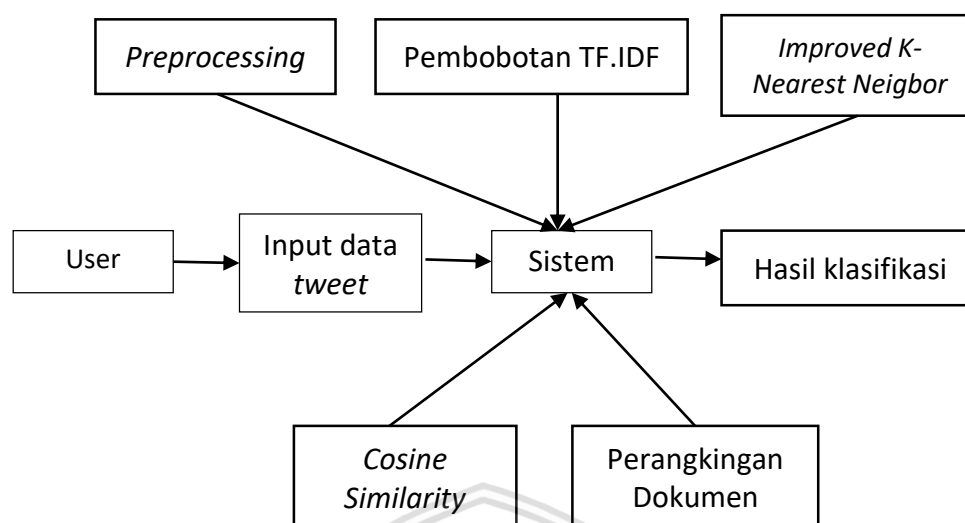 Preprocessing
Pembobotan TF.IDF
Improved K-
Nearest Neigbor
User
Input data
tweet
Sistem
Hasil klasifikasi
Cosine
Similarity
Perangkingan
Dokumen